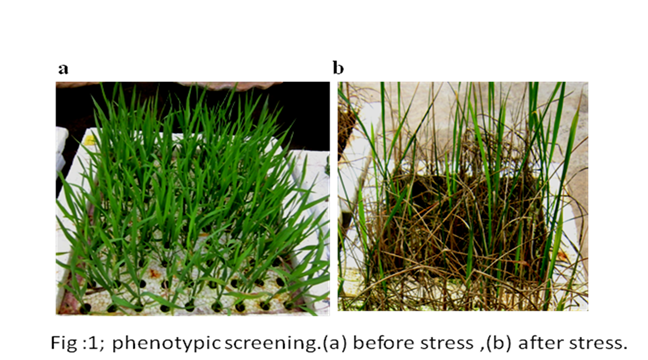 a b
Fig :1; phenotypic screening.(a) before stress ,(b) after stress.